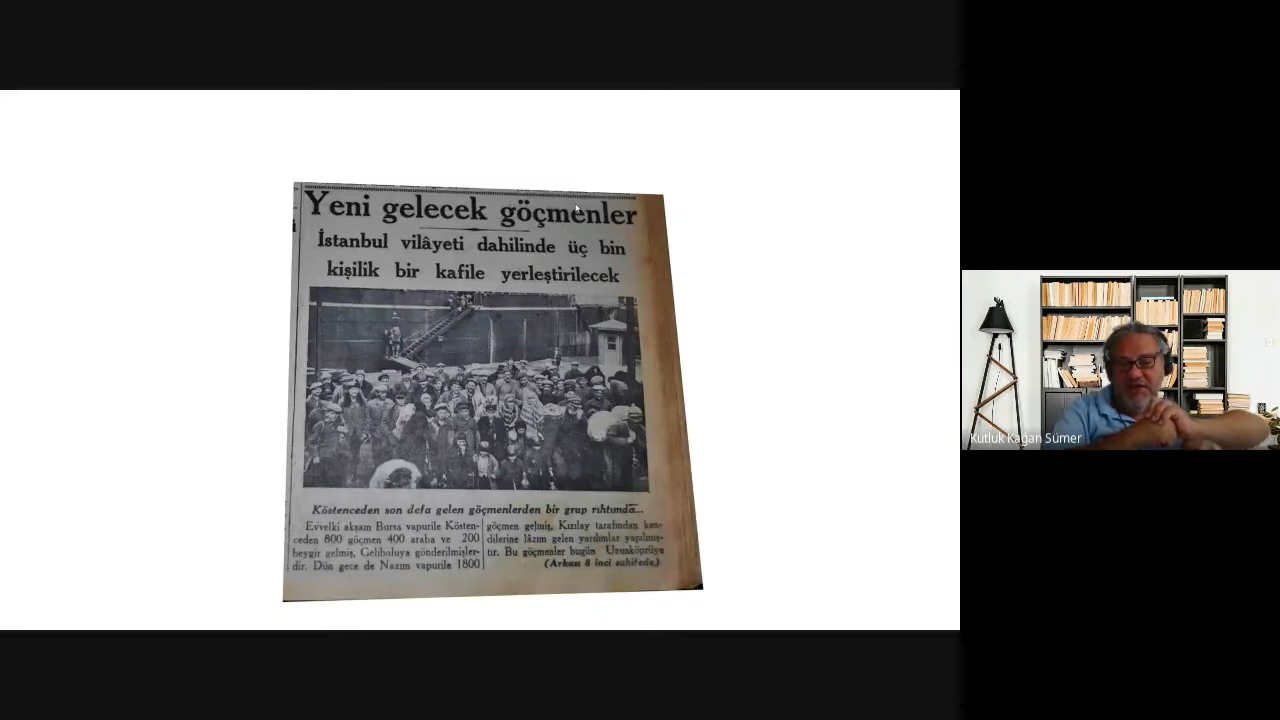 Yeni gelecek göçmenler
İstanbul vilâyeti dahilinde üç bin
kişilik bir kafile yerleştirilecek
Köstenceden son defa gelen göçmenlerden bir grup rıhtımda...
Evvelki akşam Bursa vapurile Kösten-
ceden 800 göçmen 400 araba ve 200
beygir gelmiş, Geliboluya gönderilmişler-
dir. Dün gece de Nazım vapurile 1800
göçmen gelmiş, Kızılay tarafından ken-
dilerine lâzım gelen yardımlar yapılmış-
tır. Bu göçmenler bugün Uzunköprüye
(Arkası 8 inci sahifede)
Kutluk Kağan Sümer